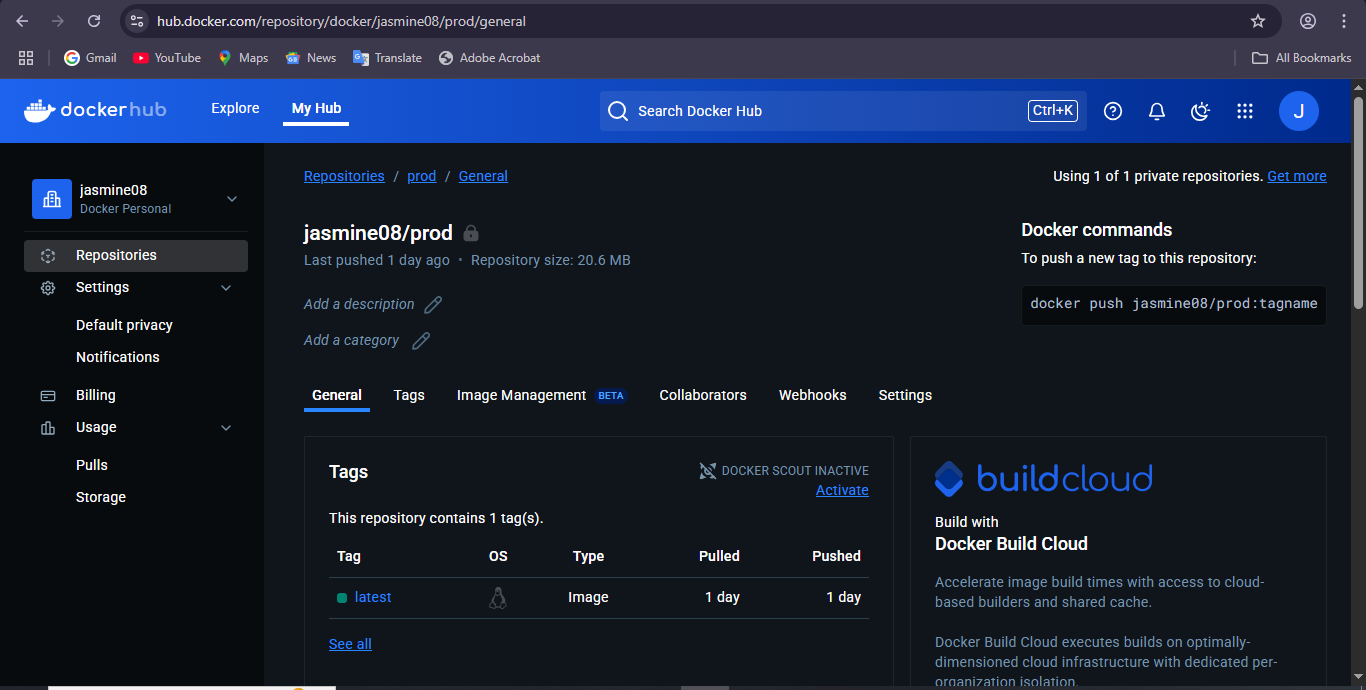 hub.docker.com/repository/docker/jasmine08/prod/general
Gmail YouTube Maps News Translate Adobe Acrobat All Bookmarks
dockerhub Explore My Hub Search Docker Hub Ctrl+K J
jasmine08
Docker Personal
Repositories
Settings
Default privacy
Notifications
Billing
Usage
Pulls
Storage
Repositories / prod / General
Using 1 of 1 private repositories. Get more
jasmine08/prod
Last pushed 1 day ago • Repository size: 20.6 MB
Add a description
Add a category
Docker commands
To push a new tag to this repository:
docker push jasmine08/prod:tagname
General Tags Image Management BETA Collaborators Webhooks Settings
Tags
DOCKER SCOUT INACTIVE
Activate
This repository contains 1 tag(s).
Tag OS Type Pulled Pushed
latest Image 1 day 1 day
See all
buildcloud
Build with
Docker Build Cloud
Accelerate image build times with access to cloud-
based builders and shared cache.
Docker Build Cloud executes builds on optimally-
dimensioned cloud infrastructure with dedicated per-
organization isolation.